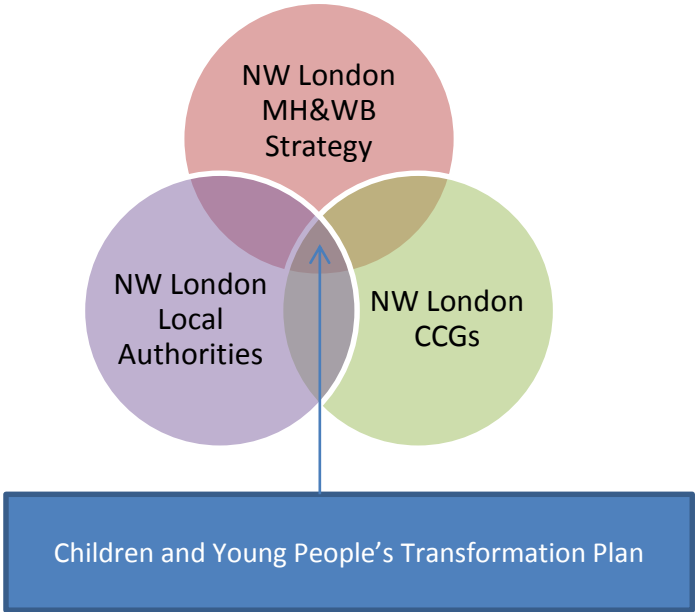 NW London
MH&WB
Strategy
NW London
Local
Authorities
NW London
CCGs
Children and Young People’s Transformation Plan